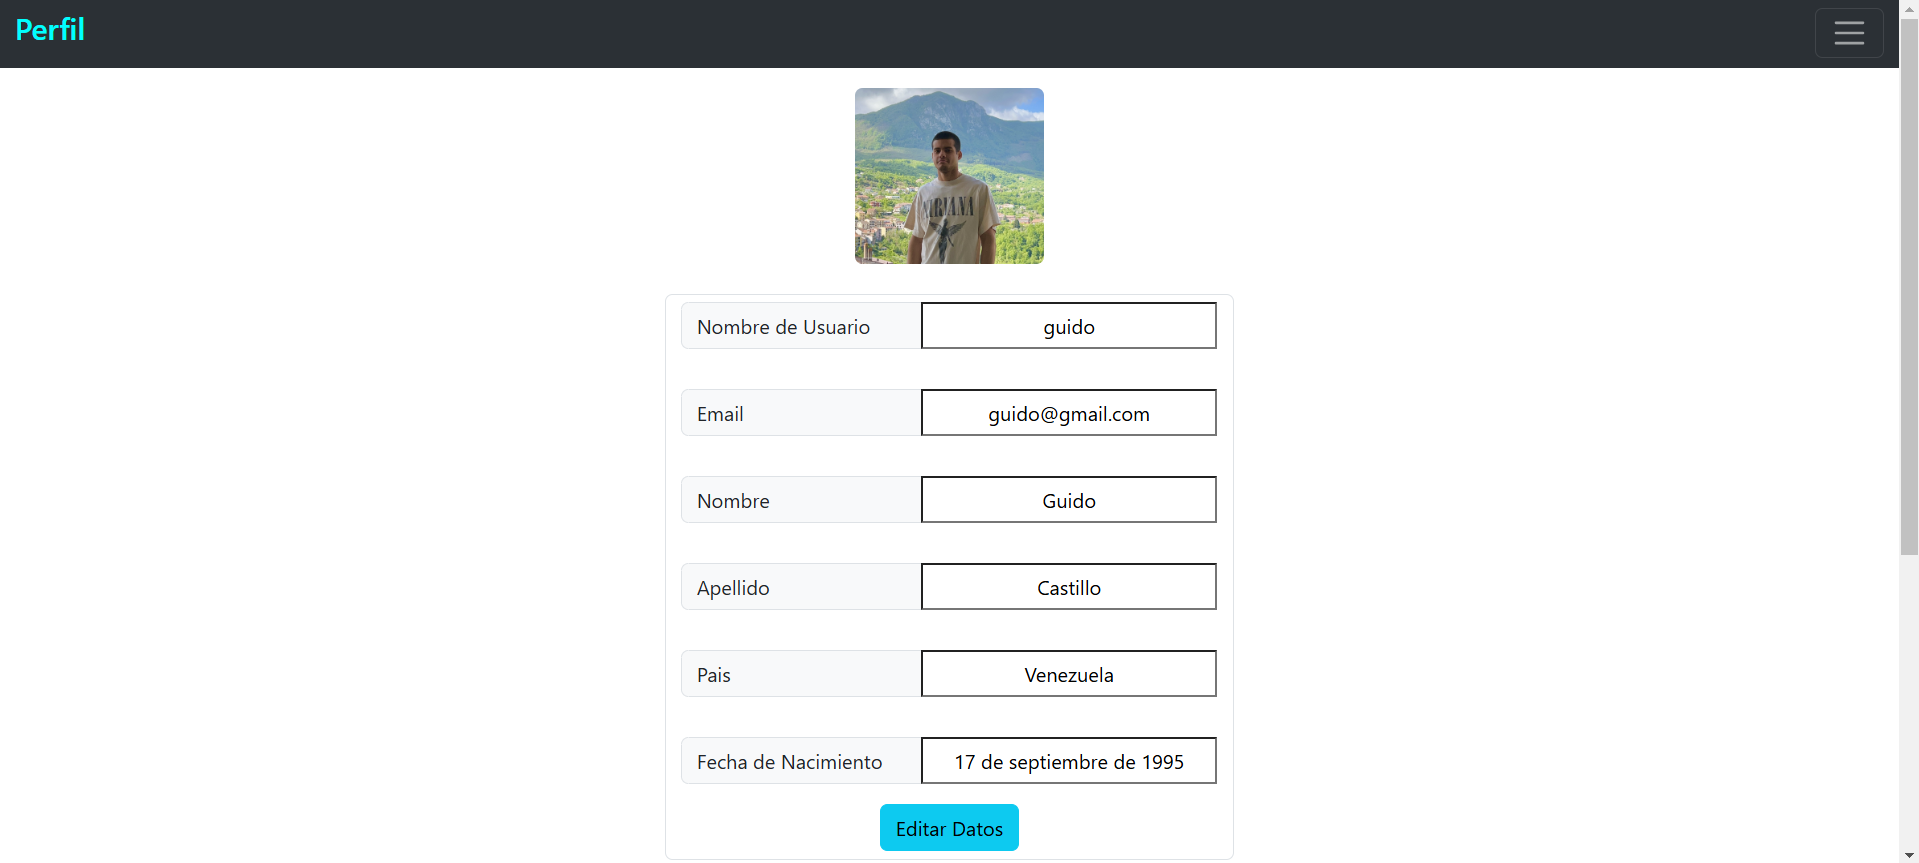 Perfil
NIRVANA
Nombre de Usuario guido
Email guido@gmail.com
Nombre Guido
Apellido Castillo
Pais Venezuela
Fecha de Nacimiento 17 de septiembre de 1995
Editar Datos